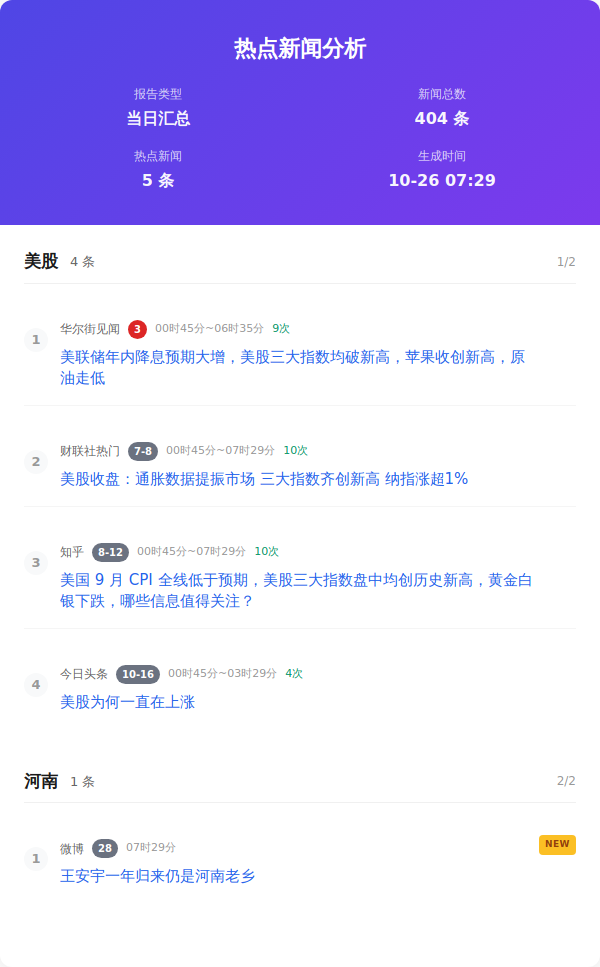 热点新闻分析
报告类型
新闻总数
当日汇总
404 条
热点新闻
生成时间
5 条
10-26 07:29
美股 4 条 1/2
1 华尔街见闻 3 00时45分~06时35分 9次
美联储年内降息预期大增，美股三大指数均破新高，苹果收创新高，原
油走低
2 财联社热门 7-8 00时45分~07时29分 10次
美股收盘：通胀数据提振市场 三大指数齐创新高 纳指涨超1%
3 知乎 8-12 00时45分~07时29分 10次
美国 9 月 CPI 全线低于预期，美股三大指数盘中均创历史新高，黄金白
银下跌，哪些信息值得关注？
4 今日头条 10-16 00时45分~03时29分 4次
美股为何一直在上涨
河南 1 条 2/2
1 微博 28 07时29分 NEW
王安宇一年归来仍是河南老乡